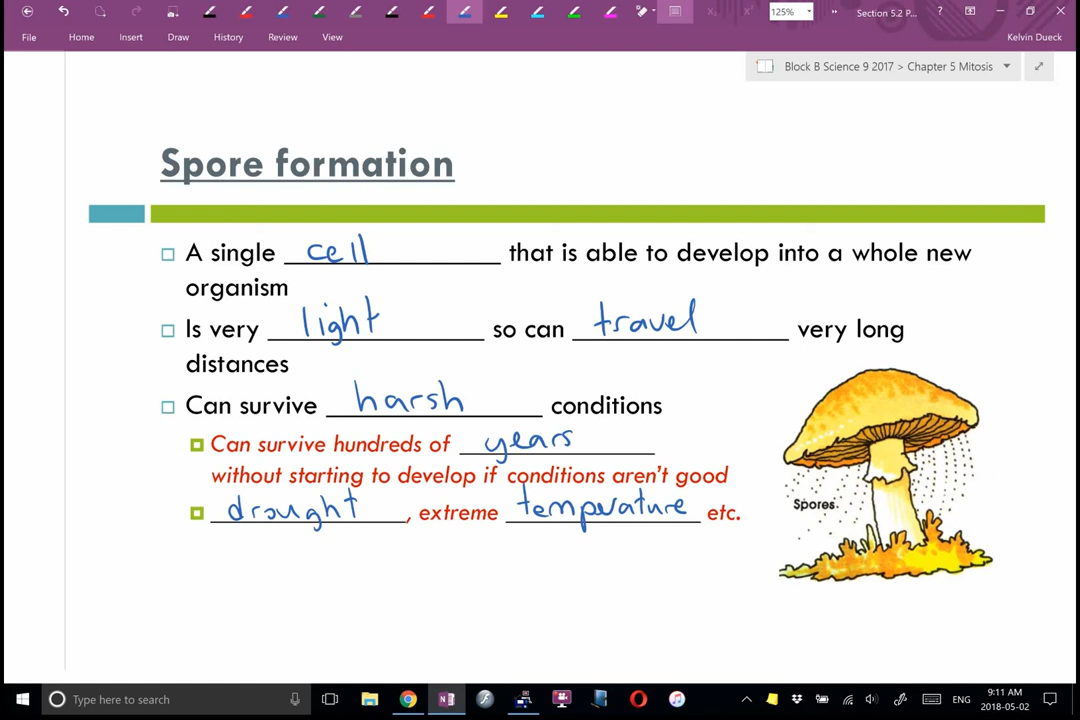 125%
Section 5.2 P...
Kelvin Dueck
File Home Insert Draw History Review View
Block B Science 9 2017 > Chapter 5 Mitosis
Spore formation
A single cell that is able to develop into a whole new
organism
Is very light so can travel very long
distances
Can survive harsh conditions
Can survive hundreds of years
without starting to develop if conditions aren't good
drought, extreme temperature etc.
Spores.
Type here to search
ENG
9:11 AM
2018-05-02